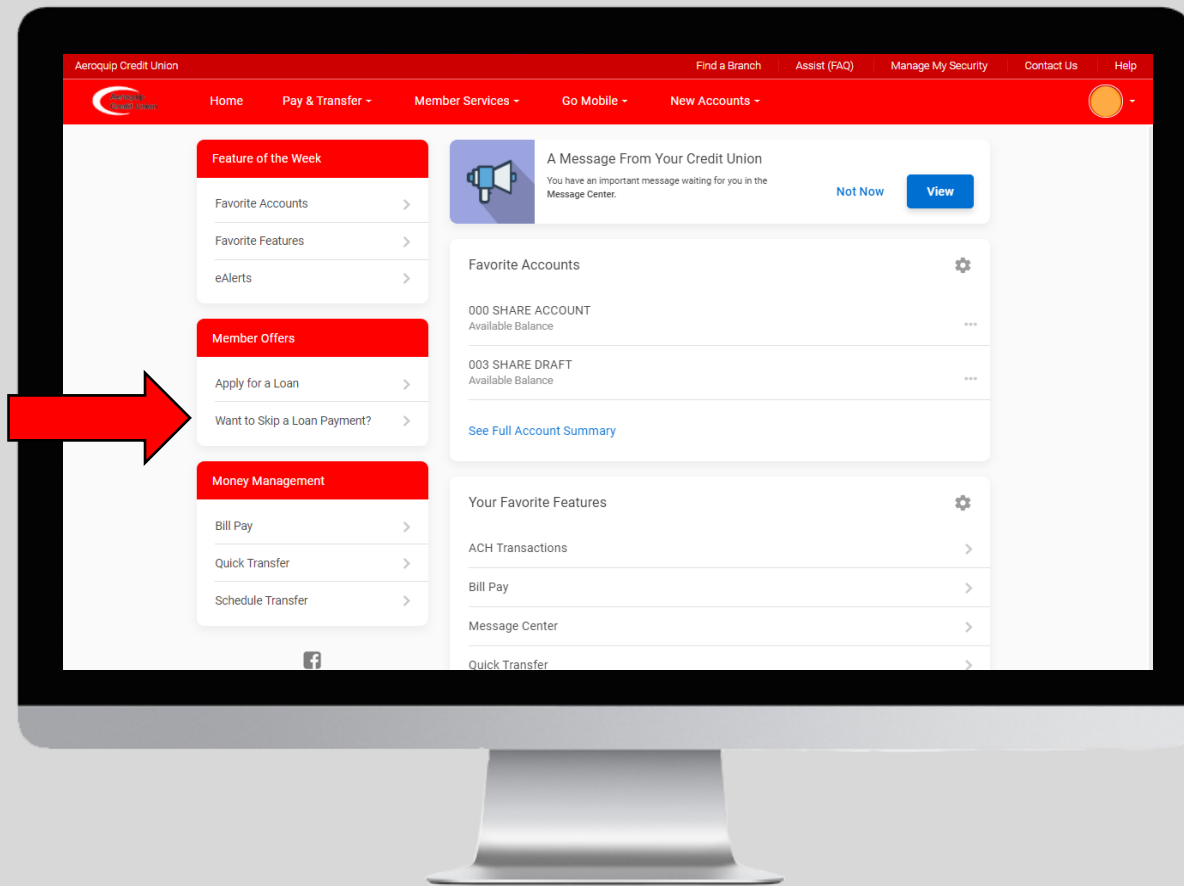 Aeroquip Credit Union
Find a Branch
Assist (FAQ)
Manage My Security
Contact Us
Help
Aeroquip
Credit Union
Home
Pay & Transfer
Member Services
Go Mobile
New Accounts
Feature of the Week
Favorite Accounts
Favorite Features
eAlerts
Member Offers
Apply for a Loan
Want to Skip a Loan Payment?
Money Management
Bill Pay
Quick Transfer
Schedule Transfer
A Message From Your Credit Union
You have an important message waiting for you in the
Message Center.
Not Now
View
Favorite Accounts
000 SHARE ACCOUNT
Available Balance
003 SHARE DRAFT
Available Balance
See Full Account Summary
Your Favorite Features
ACH Transactions
Bill Pay
Message Center
Quick Transfer